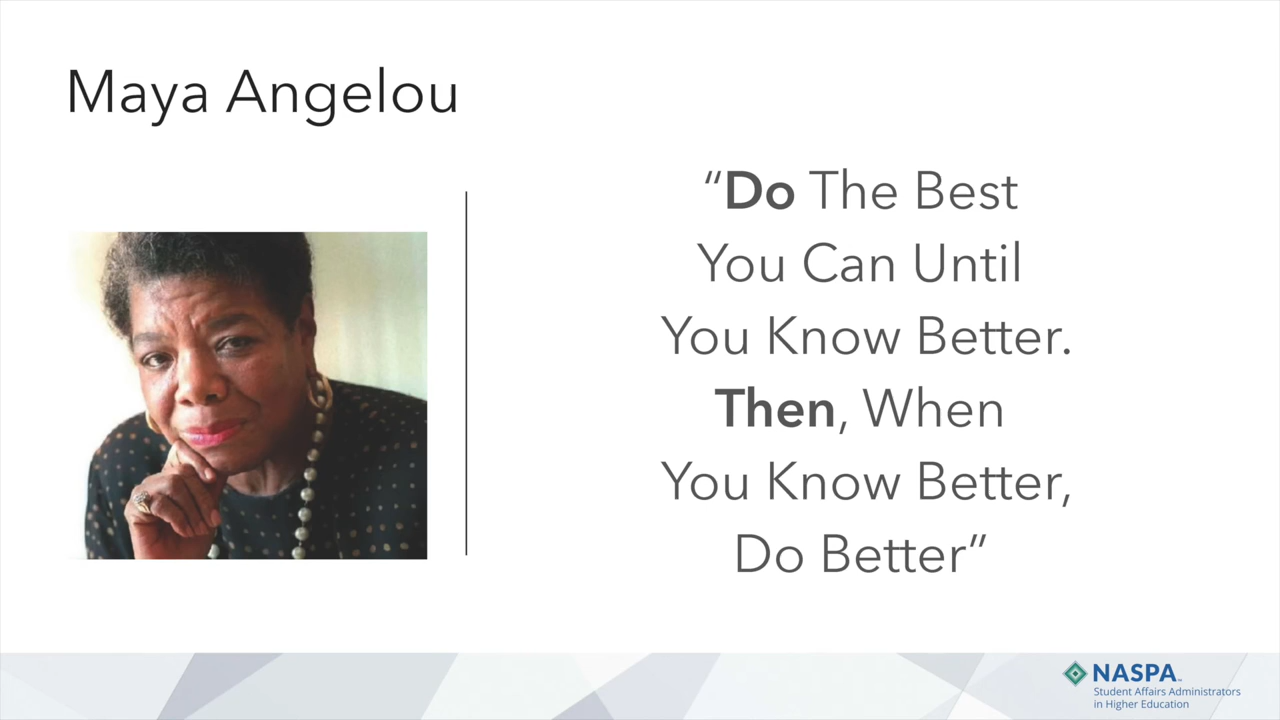 Maya Angelou
“Do The Best
You Can Until
You Know Better.
Then, When
You Know Better,
Do Better”
NASPA™
Student Affairs Administrators
in Higher Education